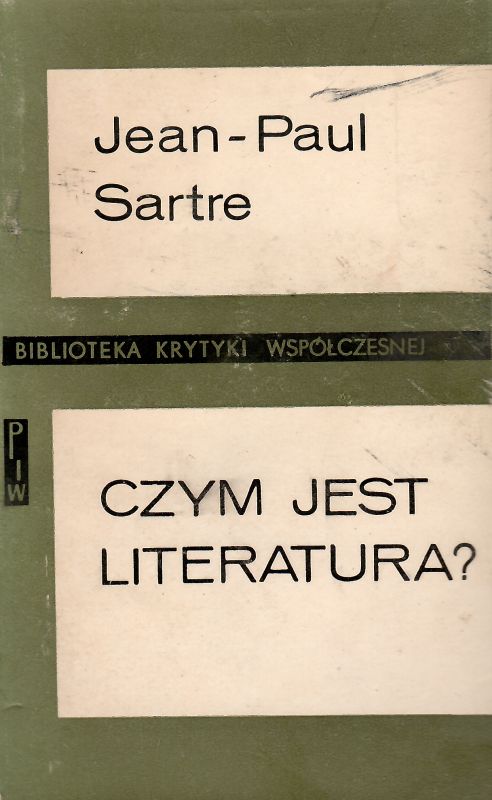 Jean-Paul
Sartre
BIBLIOTEKA KRYTYKI WSPÓŁCZESNEJ
PIW
CZYM JEST
LITERATURA?